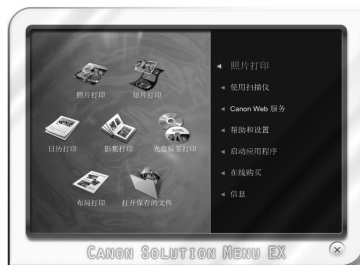 照片打印
短片打印
日历打印
影集打印
光盘标签打印
布局打印
打开保存的文件
照片打印
使用扫描仪
Canon Web 服务
帮助和设置
启动应用程序
在线购买
信息
CANON SOLUTION MENU EX